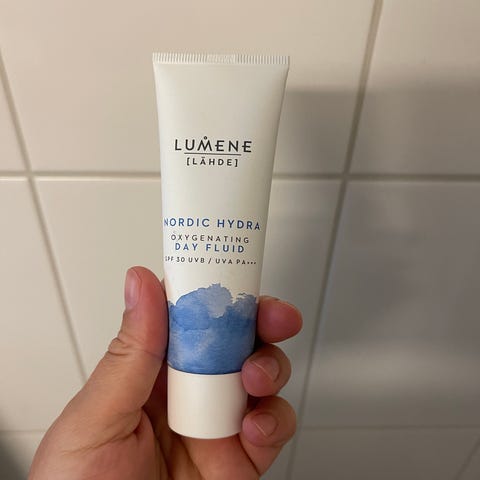 LUMENE
[LÄHDE]
NORDIC HYDRA
OXYGENATING
DAY FLUID
SPF 30 UVB / UVA PA+++